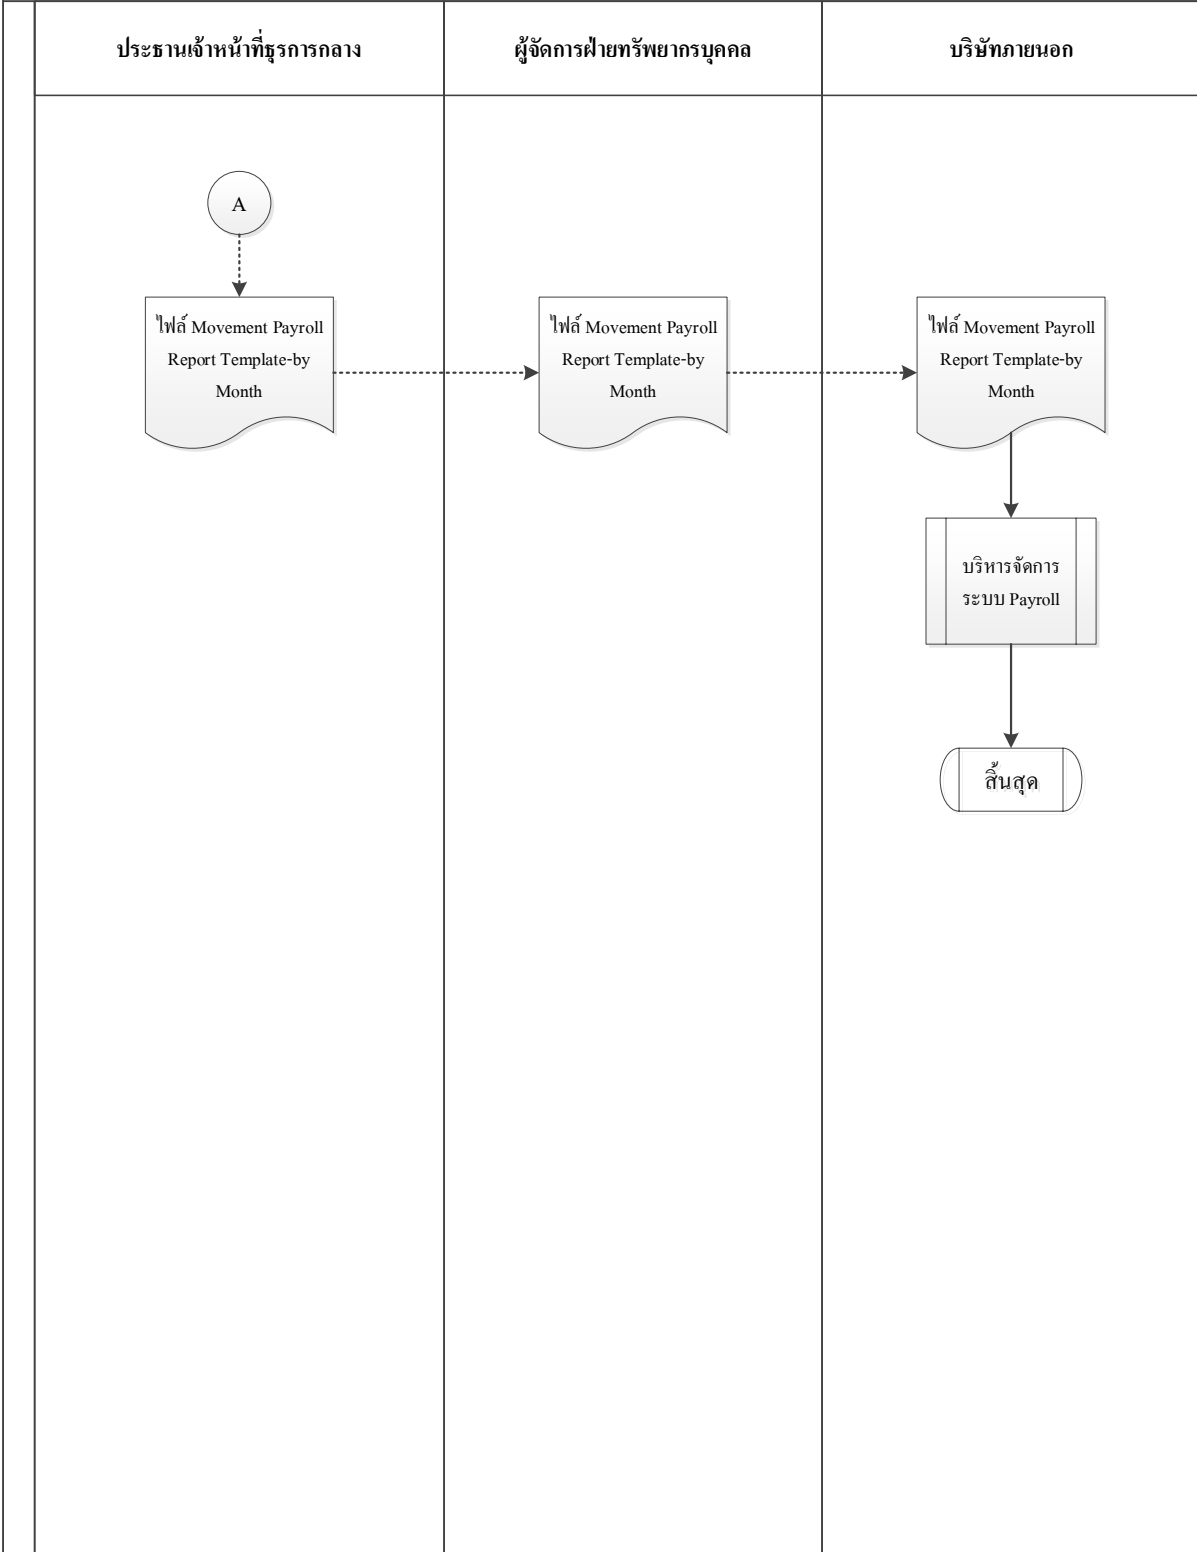 ประธานเจ้าหน้าที่ธุรการกลาง
ผู้จัดการฝ่ายทรัพยากรบุคคล
บริษัทภายนอก
A
ไฟล์ Movement Payroll
Report Template-by
Month
ไฟล์ Movement Payroll
Report Template-by
Month
ไฟล์ Movement Payroll
Report Template-by
Month
บริหารจัดการ
ระบบ Payroll
สิ้นสุด